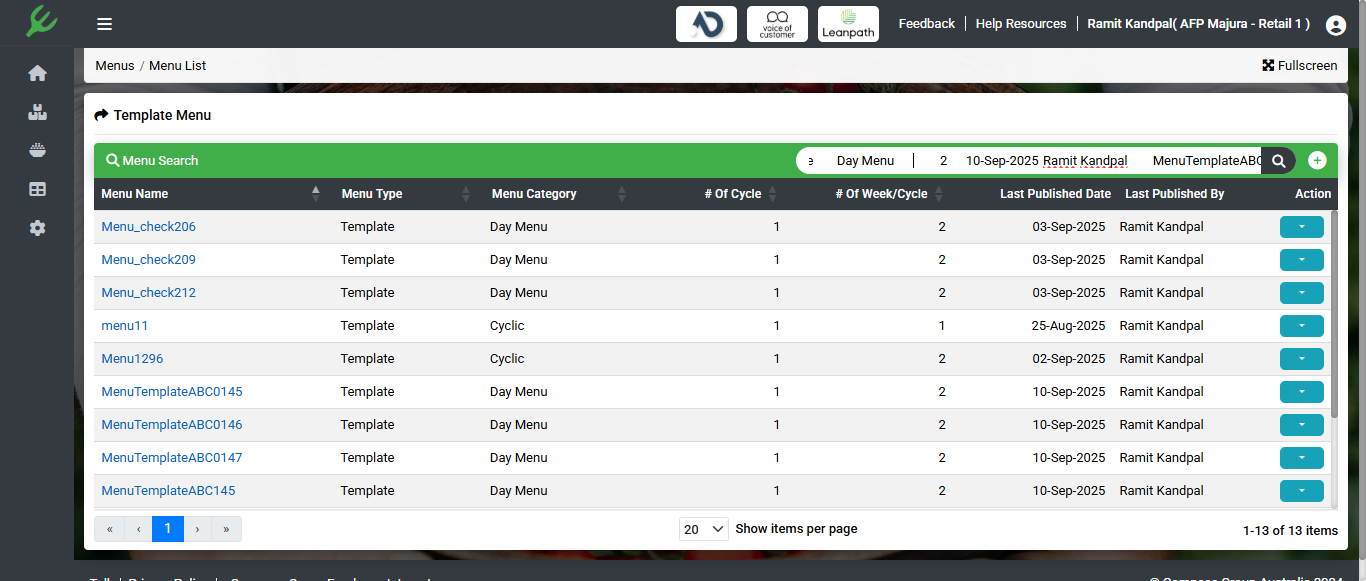 voice of customer
Leanpath
Feedback Help Resources Ramit Kandpal( AFP Majura - Retail 1 )
Menus / Menu List Fullscreen
Template Menu
Menu Search e Day Menu 2 10-Sep-2025 Ramit Kandpal MenuTemplateABC
Menu Name Menu Type Menu Category # Of Cycle # Of Week/Cycle Last Published Date Last Published By Action
Menu_check206 Template Day Menu 1 2 03-Sep-2025 Ramit Kandpal
Menu_check209 Template Day Menu 1 2 03-Sep-2025 Ramit Kandpal
Menu_check212 Template Day Menu 1 2 03-Sep-2025 Ramit Kandpal
menu11 Template Cyclic 1 1 25-Aug-2025 Ramit Kandpal
Menu1296 Template Cyclic 1 2 02-Sep-2025 Ramit Kandpal
MenuTemplateABC0145 Template Day Menu 1 2 10-Sep-2025 Ramit Kandpal
MenuTemplateABC0146 Template Day Menu 1 2 10-Sep-2025 Ramit Kandpal
MenuTemplateABC0147 Template Day Menu 1 2 10-Sep-2025 Ramit Kandpal
MenuTemplateABC145 Template Day Menu 1 2 10-Sep-2025 Ramit Kandpal
« ‹ 1 › » 20 Show items per page 1-13 of 13 items